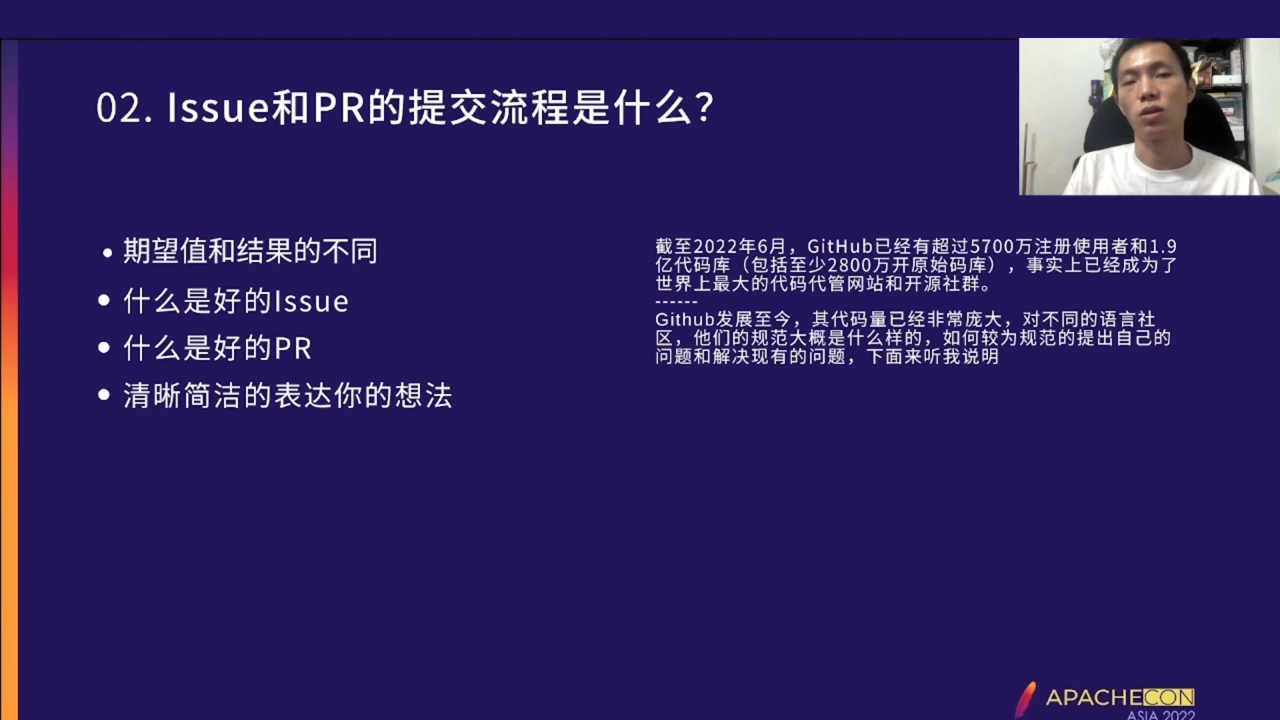 02. Issue和PR的提交流程是什么？
• 期望值和结果的不同
• 什么是好的Issue
• 什么是好的PR
• 清晰简洁的表达你的想法
截至2022年6月，GitHub已经有超过5700万注册使用者和1.9
亿代码库（包括至少2800万开原始码库），事实上已经成为了
世界上最大的代码代管网站和开源社群。
------
Github发展至今，其代码量已经非常庞大，对不同的语言社
区，他们的规范大概是什么样的，如何较为规范的提出自己的
问题和解决现有的问题，下面来听我说明
APACHECON
ASIA 2022